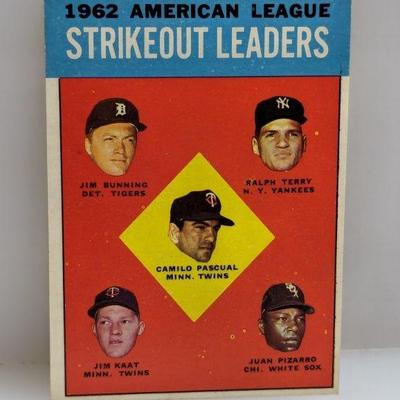 1962 AMERICAN LEAGUE
STRIKEOUT LEADERS
JIM BUNNING
DET. TIGERS
RALPH TERRY
N. Y. YANKEES
CAMILO PASCUAL
MINN. TWINS
JIM KAAT
MINN. TWINS
JUAN PIZARRO
CHI. WHITE SOX